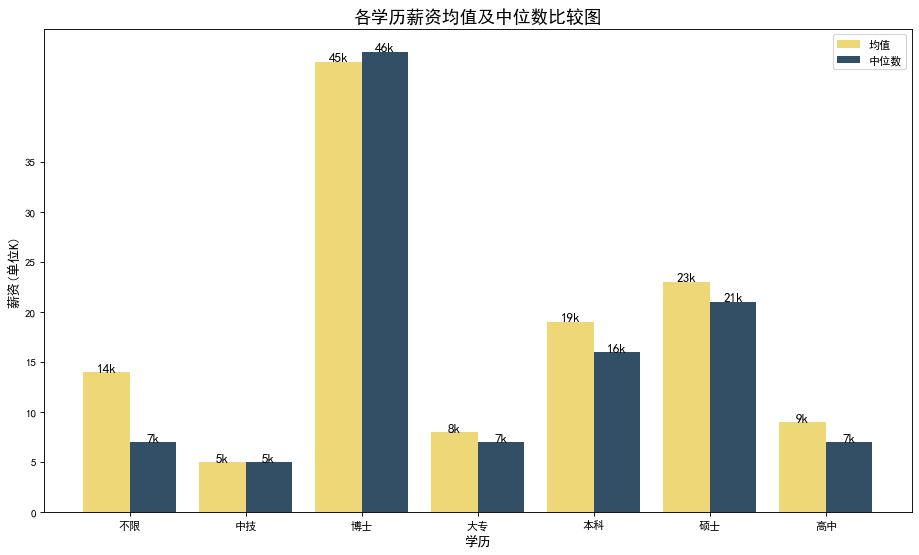 各学历薪资均值及中位数比较图
均值
中位数
薪资(单位K)
35
30
25
20
15
10
5
0
14k
7k
5k
5k
45k
46k
8k
7k
19k
16k
23k
21k
9k
7k
不限
中技
博士
大专
本科
硕士
高中
学历